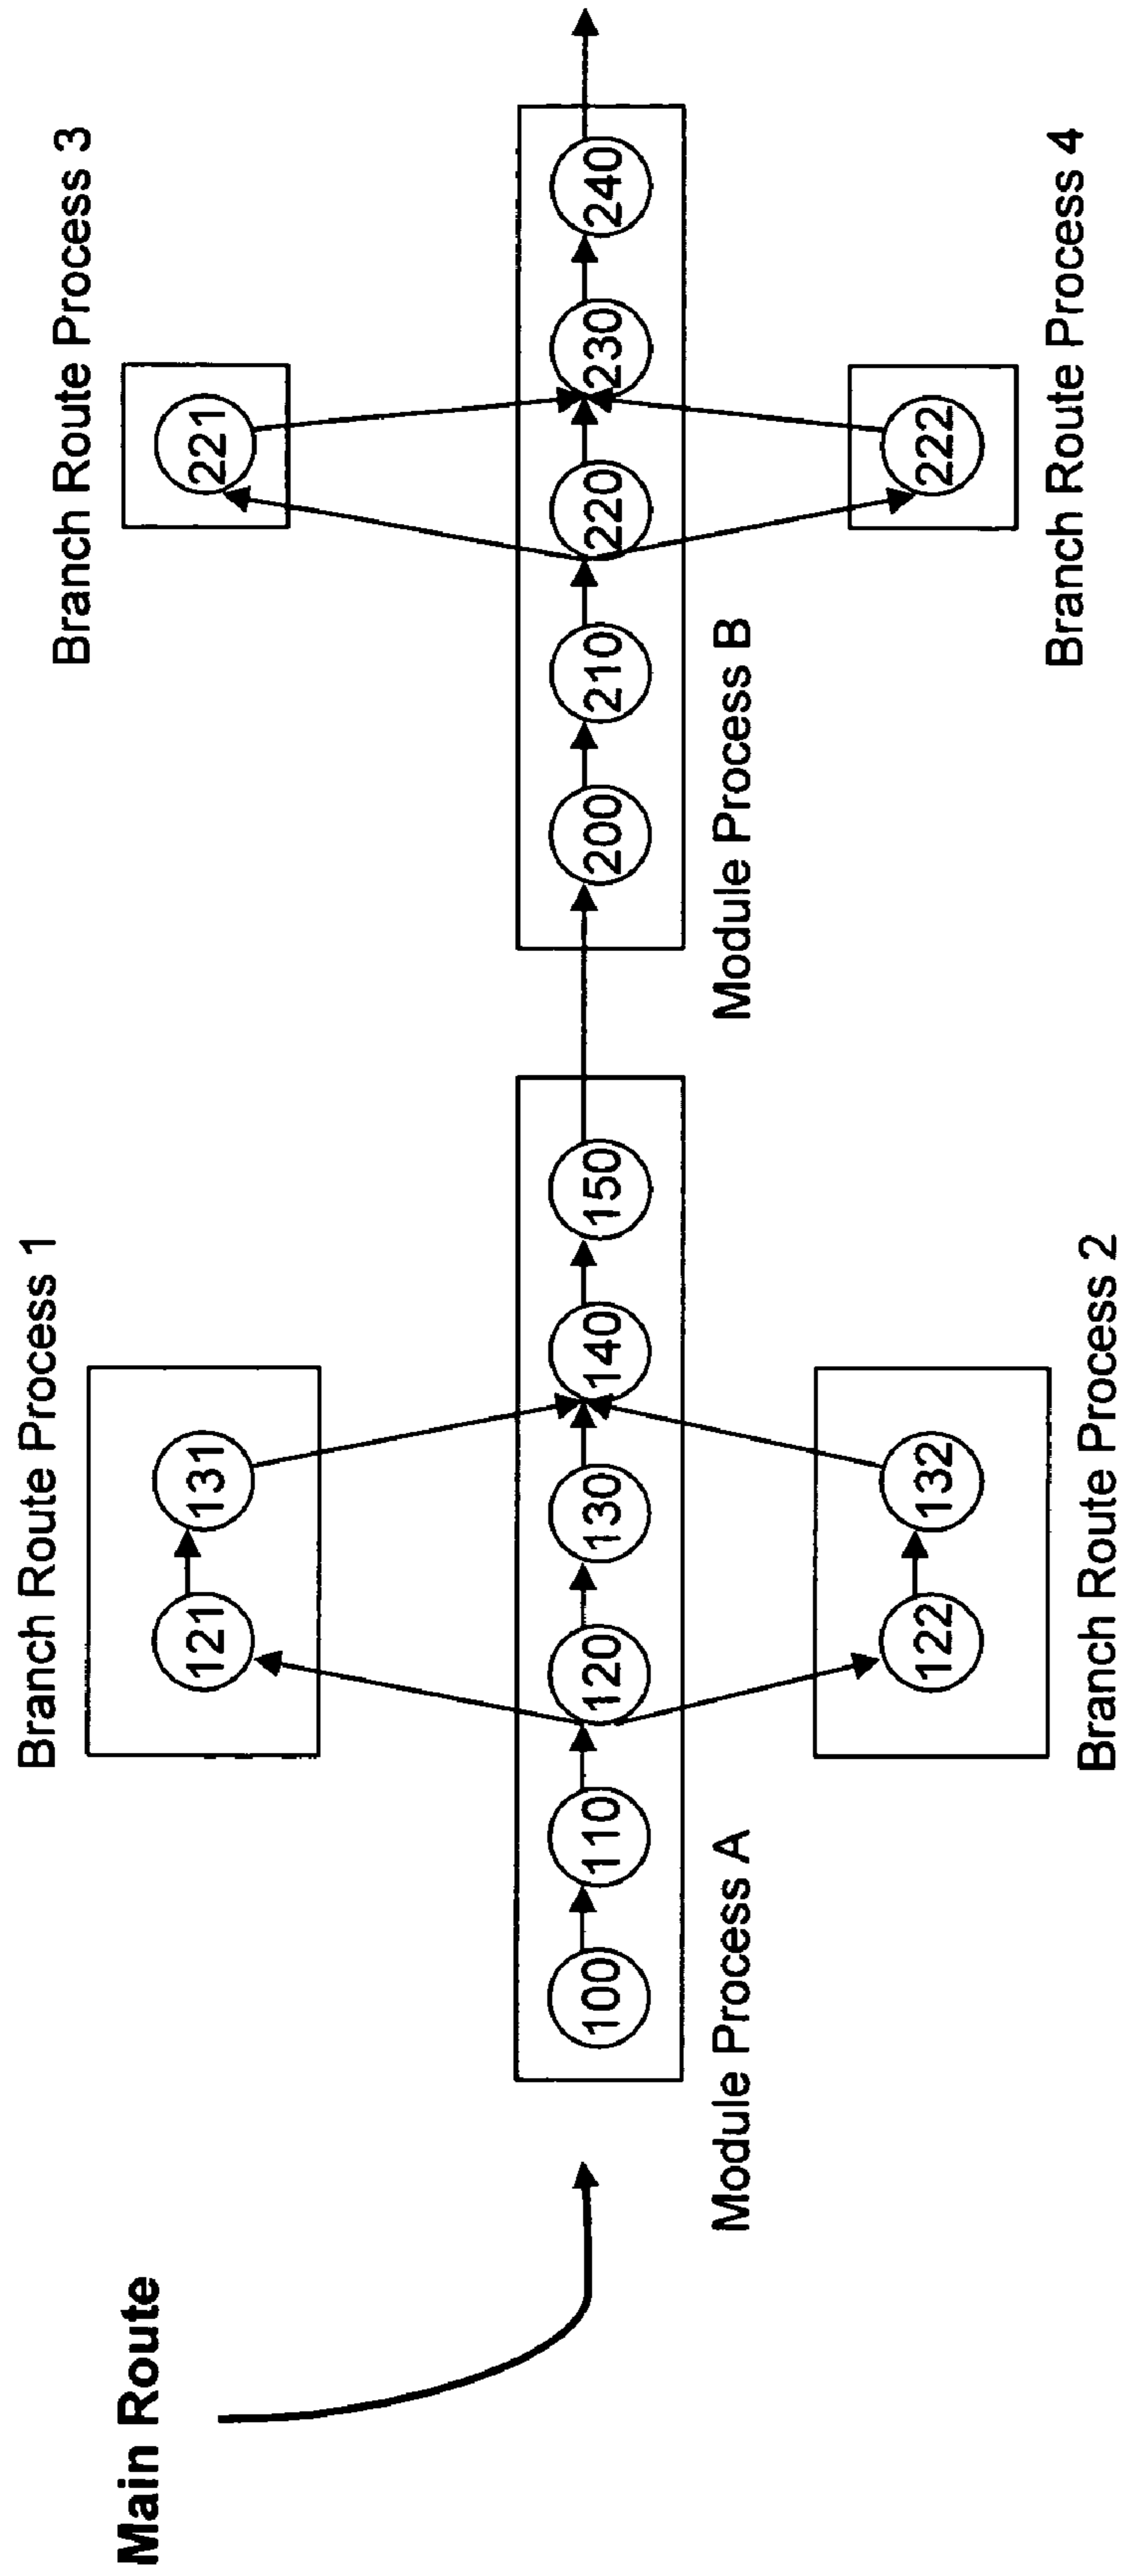 Main Route
Branch Route Process 1
121
131
100
110
120
130
140
150
Module Process A
122
132
Branch Route Process 2
Branch Route Process 3
221
200
210
220
230
240
Module Process B
222
Branch Route Process 4